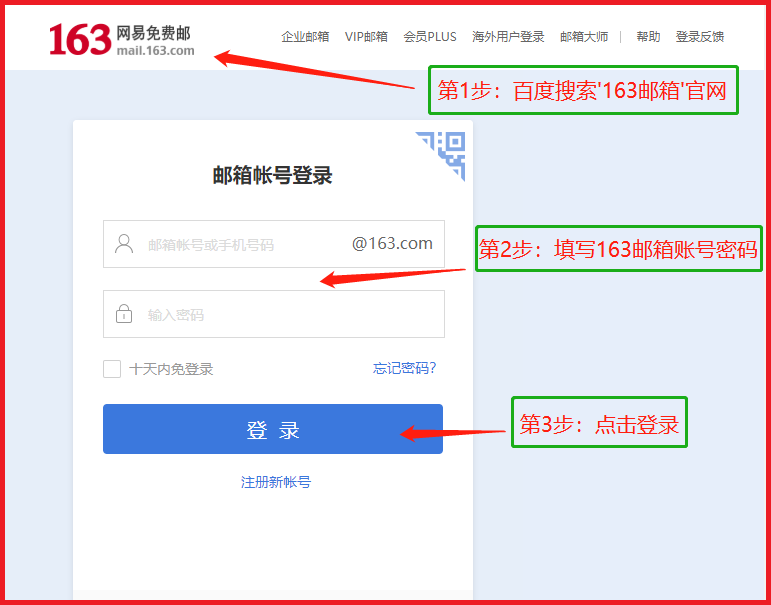 163 网易免费邮
mail.163.com
企业邮箱 VIP邮箱 会员PLUS 海外用户登录 邮箱大师 | 帮助 登录反馈
第1步：百度搜索'163邮箱'官网
邮箱帐号登录
邮箱帐号或手机号码 @163.com
第2步：填写163邮箱账号密码
输入密码
十天内免登录 忘记密码?
登 录
第3步：点击登录
注册新帐号